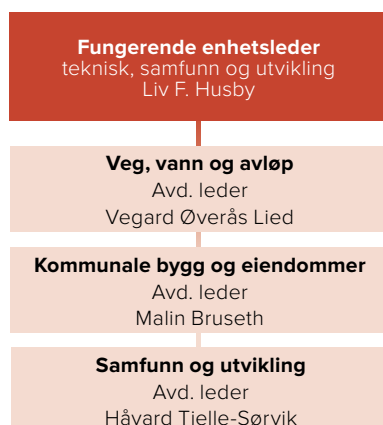 Fungerende enhetsleder
teknisk, samfunn og utvikling
Liv F. Husby
Veg, vann og avløp
Avd. leder
Vegard Øverås Lied
Kommunale bygg og eiendommer
Avd. leder
Malin Bruseth
Samfunn og utvikling
Avd. leder
Håvard Tjelle-Sørvik